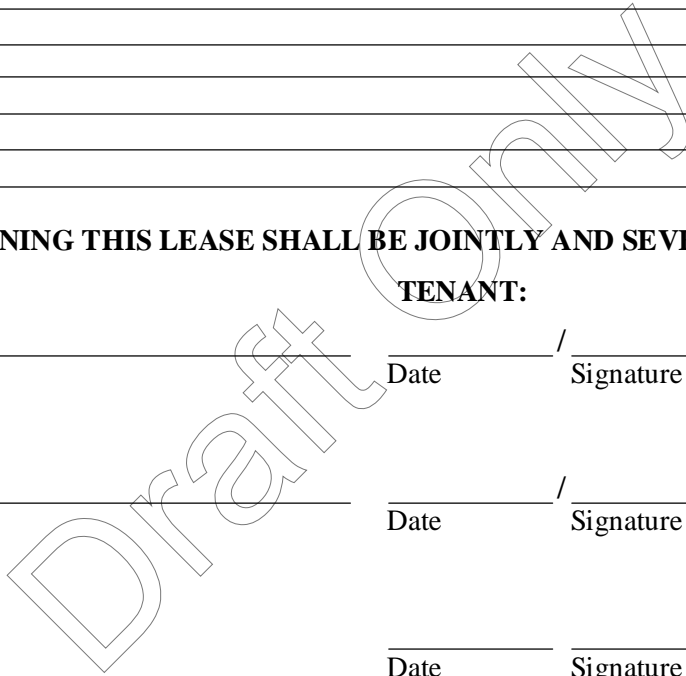 NING THIS LEASE SHALL BE JOINTLY AND SEV
TENANT:
/
Date Signature
/
Date Signature
Date Signature
Draft Only